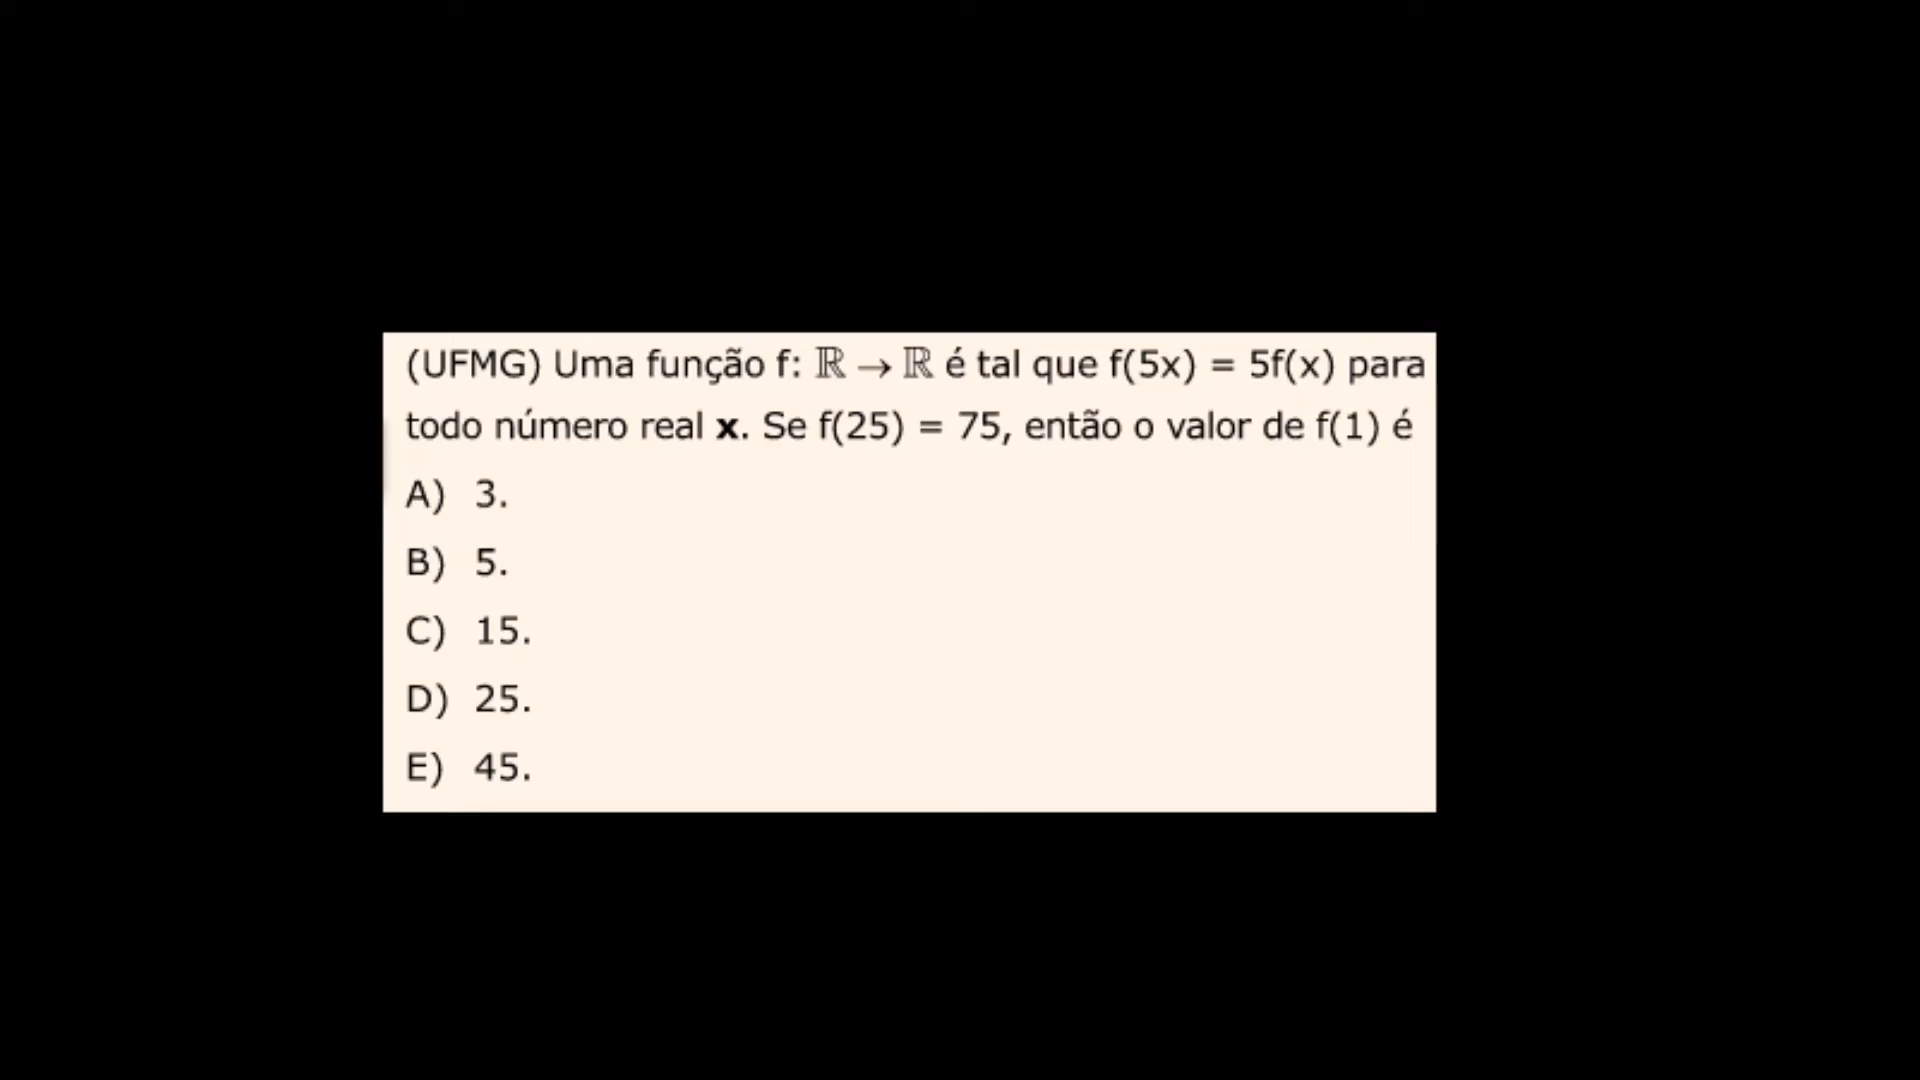 (UFMG) Uma função f: ℝ → ℝ é tal que f(5x) = 5f(x) para
todo número real x. Se f(25) = 75, então o valor de f(1) é
A) 3.
B) 5.
C) 15.
D) 25.
E) 45.